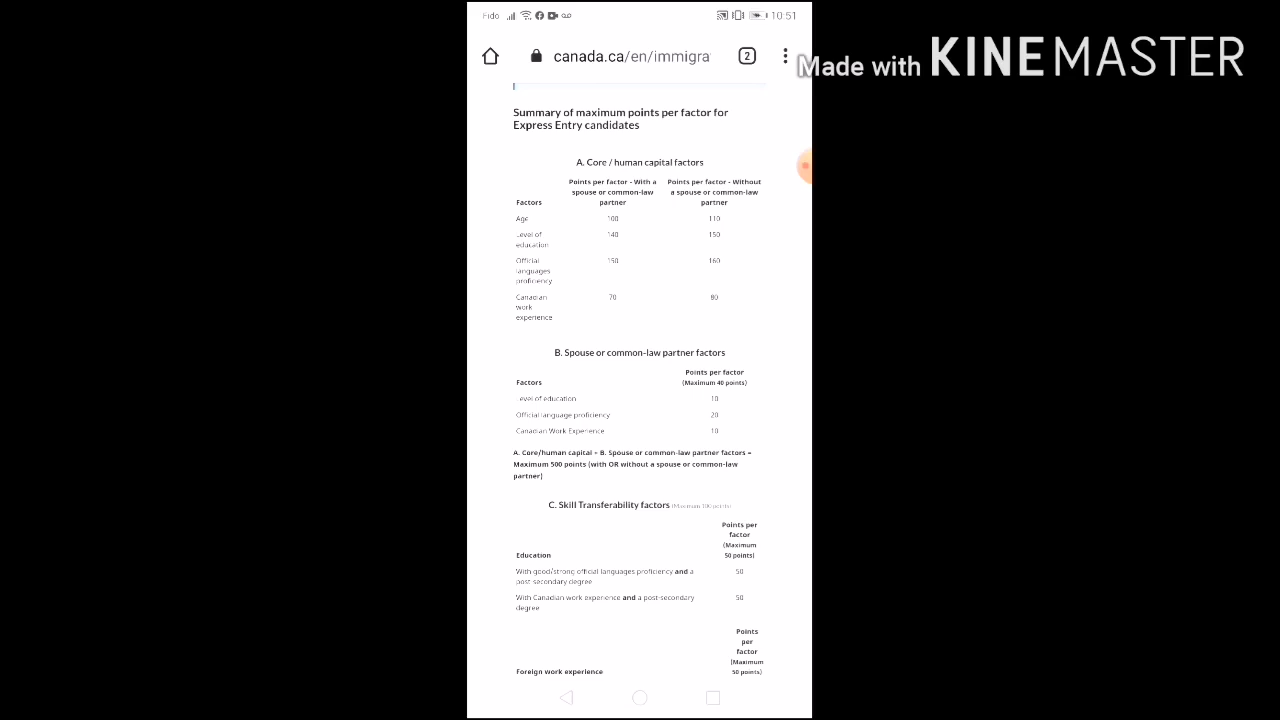 Fido 10:51
canada.ca/en/immigra 2
Made with KINEMASTER
Summary of maximum points per factor for
Express Entry candidates
A. Core / human capital factors
Points per factor - With a Points per factor - Without
spouse or common-law a spouse or common-law
Factors partner partner
Age 100 110
Level of 140 150
education
Official 150 160
languages
proficiency
Canadian 70 80
work
experience
B. Spouse or common-law partner factors
Points per factor
Factors (Maximum 40 points)
Level of education 10
Official language proficiency 20
Canadian Work Experience 10
A. Core/human capital + B. Spouse or common-law partner factors =
Maximum 500 points (with OR without a spouse or common-law
partner)
C. Skill Transferability factors (Maximum 100 points)
Points per
factor
(Maximum
Education 50 points)
With good/strong official languages proficiency and a 50
post-secondary degree
With Canadian work experience and a post-secondary 50
degree
Points
per
factor
(Maximum
Foreign work experience 50 points)